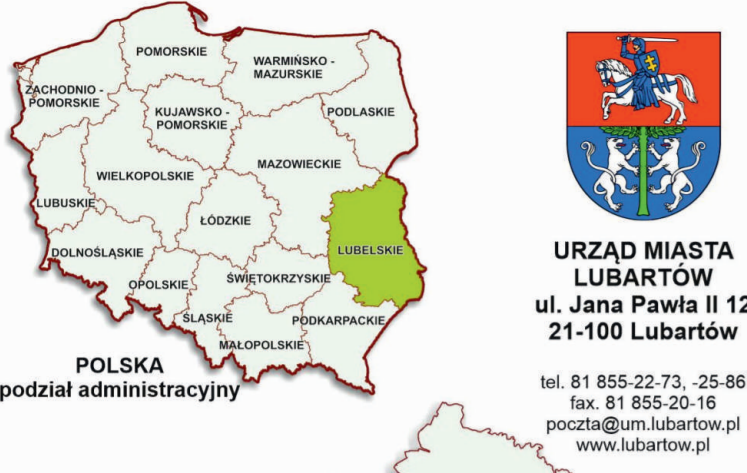 POMORSKIE
WARMIŃSKO -
MAZURSKIE
ZACHODNIO -
POMORSKIE
KUJAWSKO -
POMORSKIE
PODLASKIE
MAZOWIECKIE
WIELKOPOLSKIE
LUBUSKIE
ŁÓDZKIE
LUBELSKIE
DOLNOŚLĄSKIE
OPOLSKIE
ŚWIĘTOKRZYSKIE
ŚLĄSKIE
PODKARPACKIE
MAŁOPOLSKIE
POLSKA
podział administracyjny
URZĄD MIASTA
LUBARTÓW
ul. Jana Pawła II 12
21-100 Lubartów
tel. 81 855-22-73, -25-86
fax. 81 855-20-16
poczta@um.lubartow.pl
www.lubartow.pl